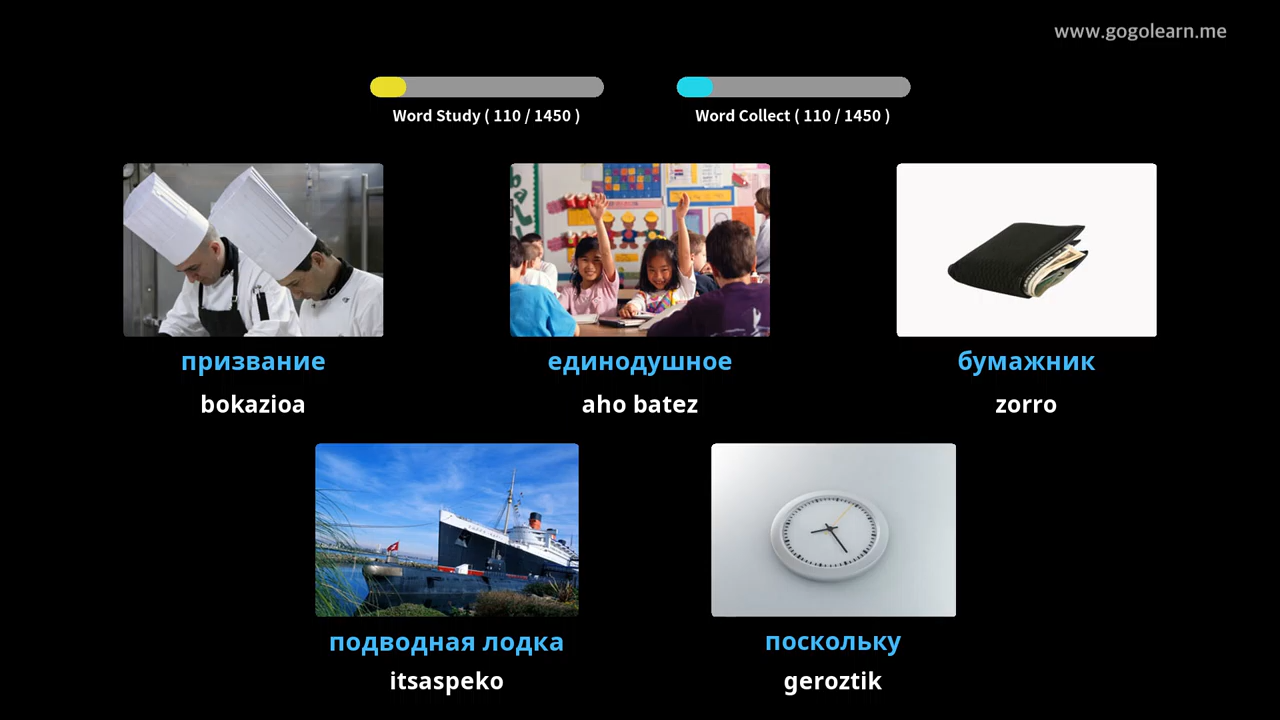 www.gogolearn.me
Word Study ( 110 / 1450 )
Word Collect ( 110 / 1450 )
призвание
единодушное
бумажник
bokazioa
aho batez
zorro
подводная лодка
поскольку
itsaspeko
geroztik